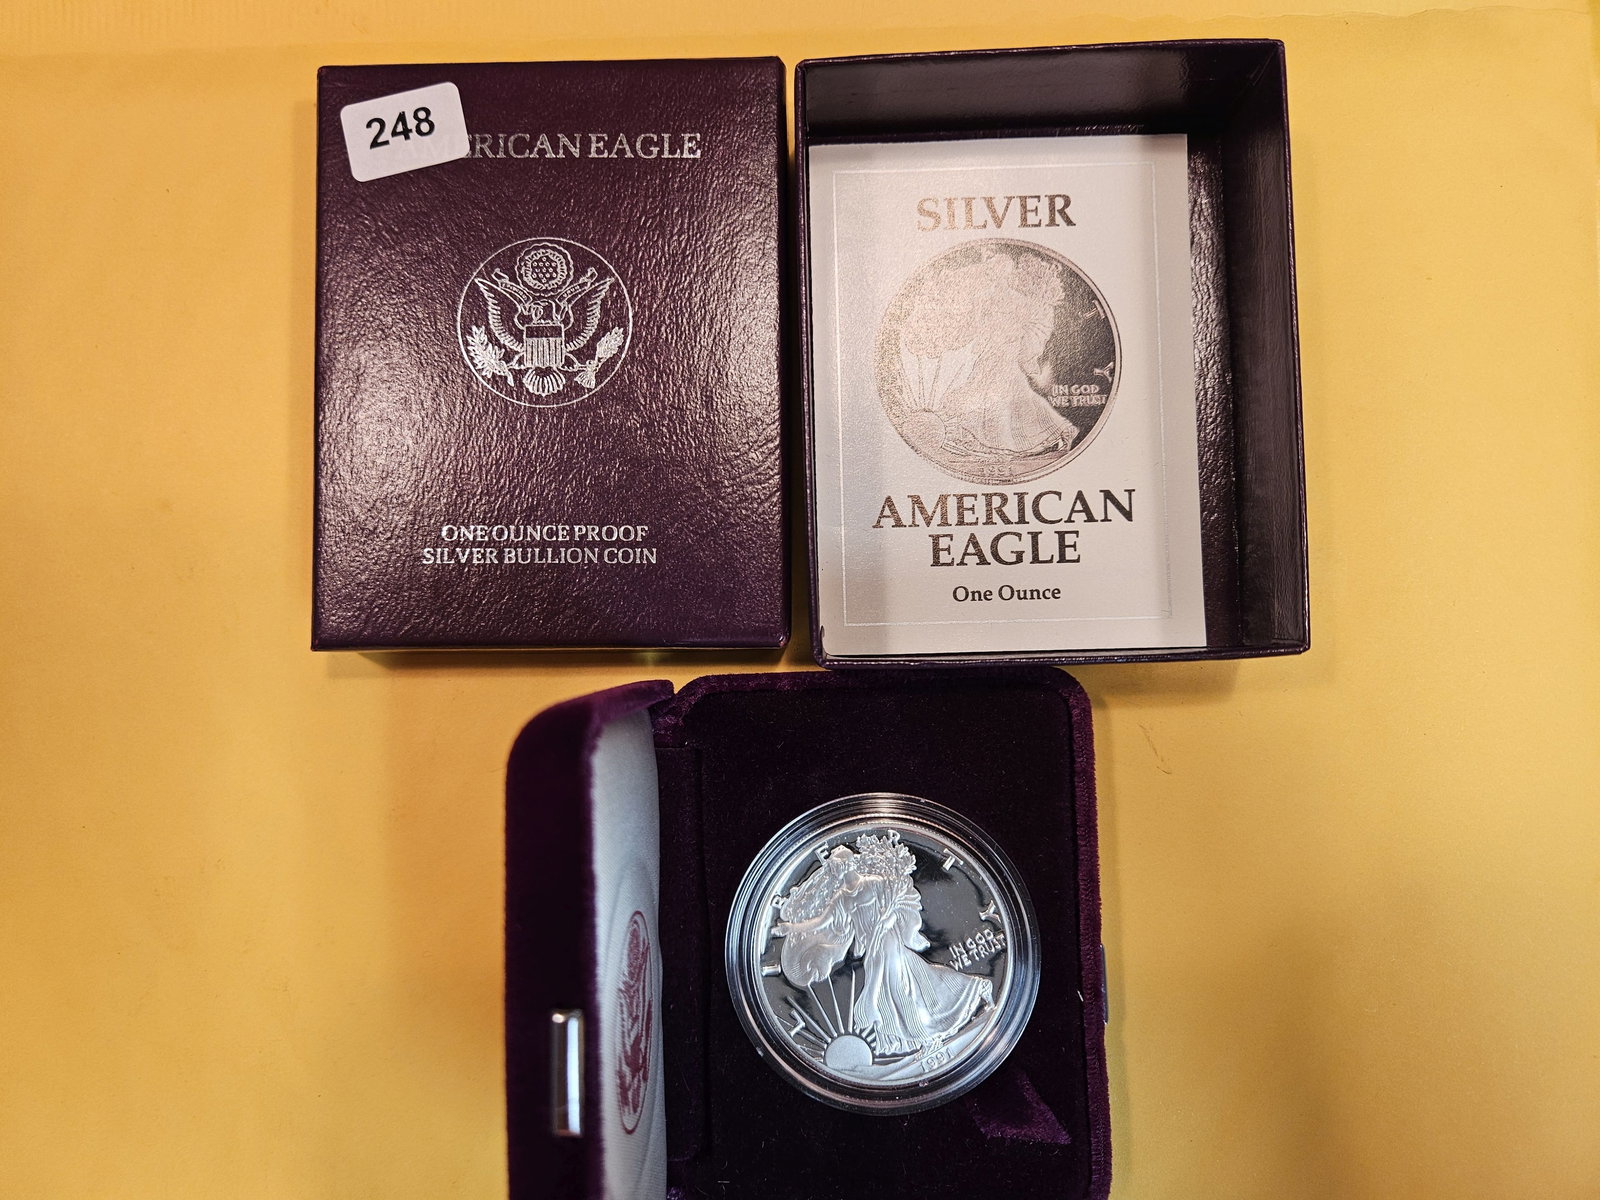 248
AMERICAN EAGLE
ONE OUNCE PROOF
SILVER BULLION COIN
SILVER
IN GOD
WE TRUST
1991
AMERICAN
EAGLE
One Ounce
LIBERTY
IN GOD
WE TRUST
1991